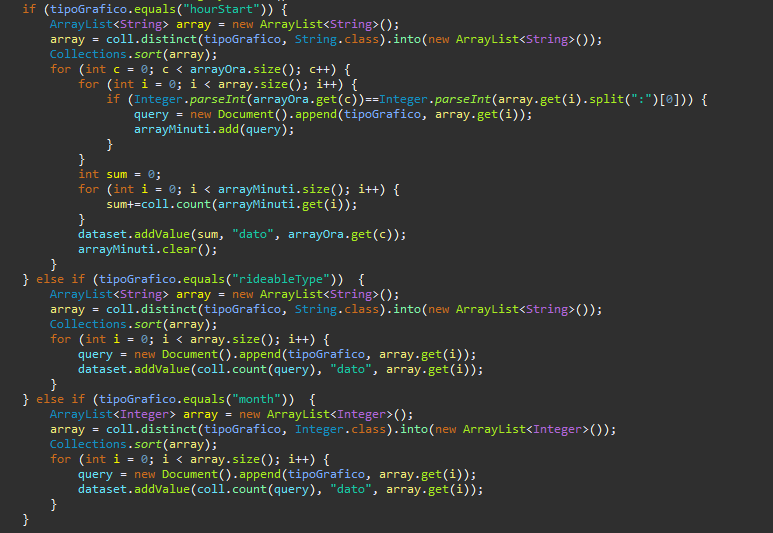 if (tipoGrafico.equals("hourStart")) {
    ArrayList<String> array = new ArrayList<String>();
    array = coll.distinct(tipoGrafico, String.class).into(new ArrayList<String>());
    Collections.sort(array);
    for (int c = 0; c < arrayOra.size(); c++) {
        for (int i = 0; i < array.size(); i++) {
            if (Integer.parseInt(arrayOra.get(c))==Integer.parseInt(array.get(i).split(":")[0])) {
                query = new Document().append(tipoGrafico, array.get(i));
                arrayMinuti.add(query);
            }
        }
        int sum = 0;
        for (int i = 0; i < arrayMinuti.size(); i++) {
            sum+=coll.count(arrayMinuti.get(i));
        }
        dataset.addValue(sum, "dato", arrayOra.get(c));
        arrayMinuti.clear();
    }
} else if (tipoGrafico.equals("rideableType"))  {
    ArrayList<String> array = new ArrayList<String>();
    array = coll.distinct(tipoGrafico, String.class).into(new ArrayList<String>());
    Collections.sort(array);
    for (int i = 0; i < array.size(); i++) {
        query = new Document().append(tipoGrafico, array.get(i));
        dataset.addValue(coll.count(query), "dato", array.get(i));
    }
} else if (tipoGrafico.equals("month"))  {
    ArrayList<Integer> array = new ArrayList<Integer>();
    array = coll.distinct(tipoGrafico, Integer.class).into(new ArrayList<Integer>());
    Collections.sort(array);
    for (int i = 0; i < array.size(); i++) {
        query = new Document().append(tipoGrafico, array.get(i));
        dataset.addValue(coll.count(query), "dato", array.get(i));
    }
}